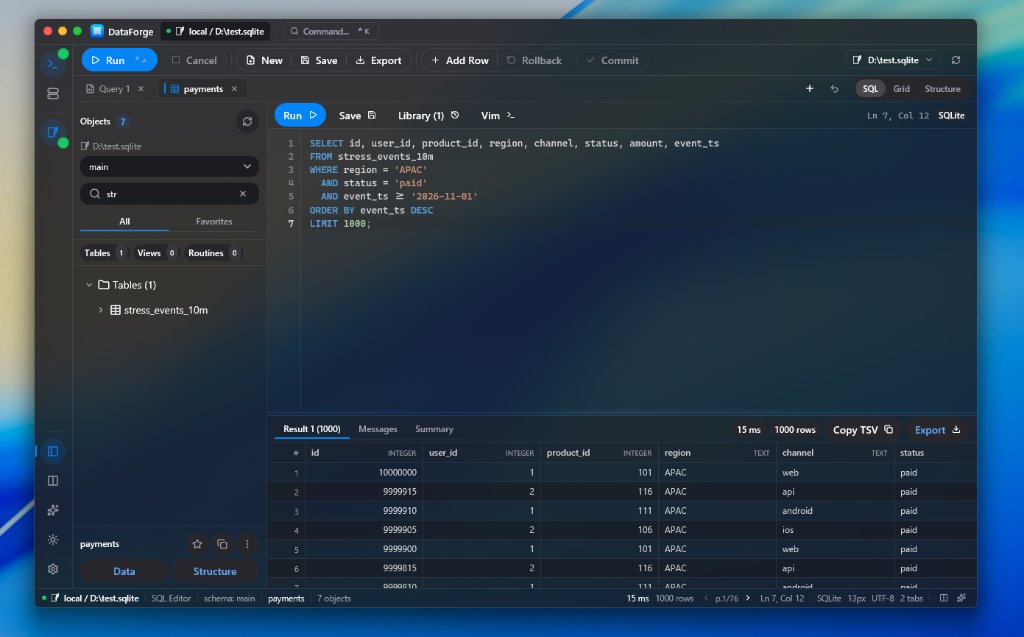 DataForge local / D:\test.sqlite Command... ⌃ K
Run Cancel New Save Export + Add Row Rollback Commit D:\test.sqlite
Query 1 × payments × + SQL Grid Structure
Objects 7
D:\test.sqlite
main
str ×
All Favorites
Tables 1 Views 0 Routines 0
Tables (1)
stress_events_10m
payments
Data Structure
Run Save Library (1) Vim >_ Ln 7, Col 12 SQLite
1 SELECT id, user_id, product_id, region, channel, status, amount, event_ts
2 FROM stress_events_10m
3 WHERE region = 'APAC'
4 AND status = 'paid'
5 AND event_ts ≥ '2026-11-01'
6 ORDER BY event_ts DESC
7 LIMIT 1000;
Result 1 (1000) Messages Summary 15 ms 1000 rows Copy TSV Export
# id INTEGER user_id INTEGER product_id INTEGER region TEXT channel TEXT status
1 10000000 1 101 APAC web paid
2 9999915 2 116 APAC api paid
3 9999910 1 111 APAC android paid
4 9999905 2 106 APAC ios paid
5 9999900 1 101 APAC web paid
6 9999815 2 116 APAC api paid
7 9999810 1 111 APAC android paid
local / D:\test.sqlite SQL Editor schema: main payments 7 objects 15 ms 1000 rows < p.1/76 > Ln 7, Col 12 SQLite 13px UTF-8 2 tabs